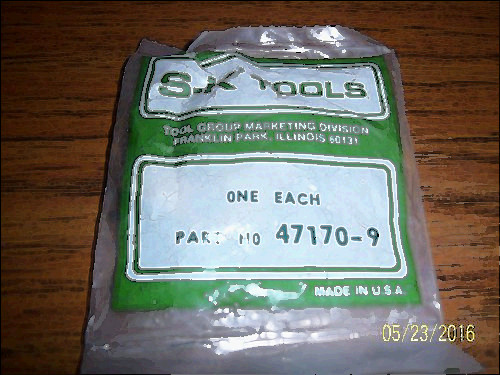 S-K TOOLS
TOOL GROUP MARKETING DIVISION
FRANKLIN PARK, ILLINOIS 60131
ONE EACH
PART NO 47170-9
MADE IN U.S.A
05/23/2016